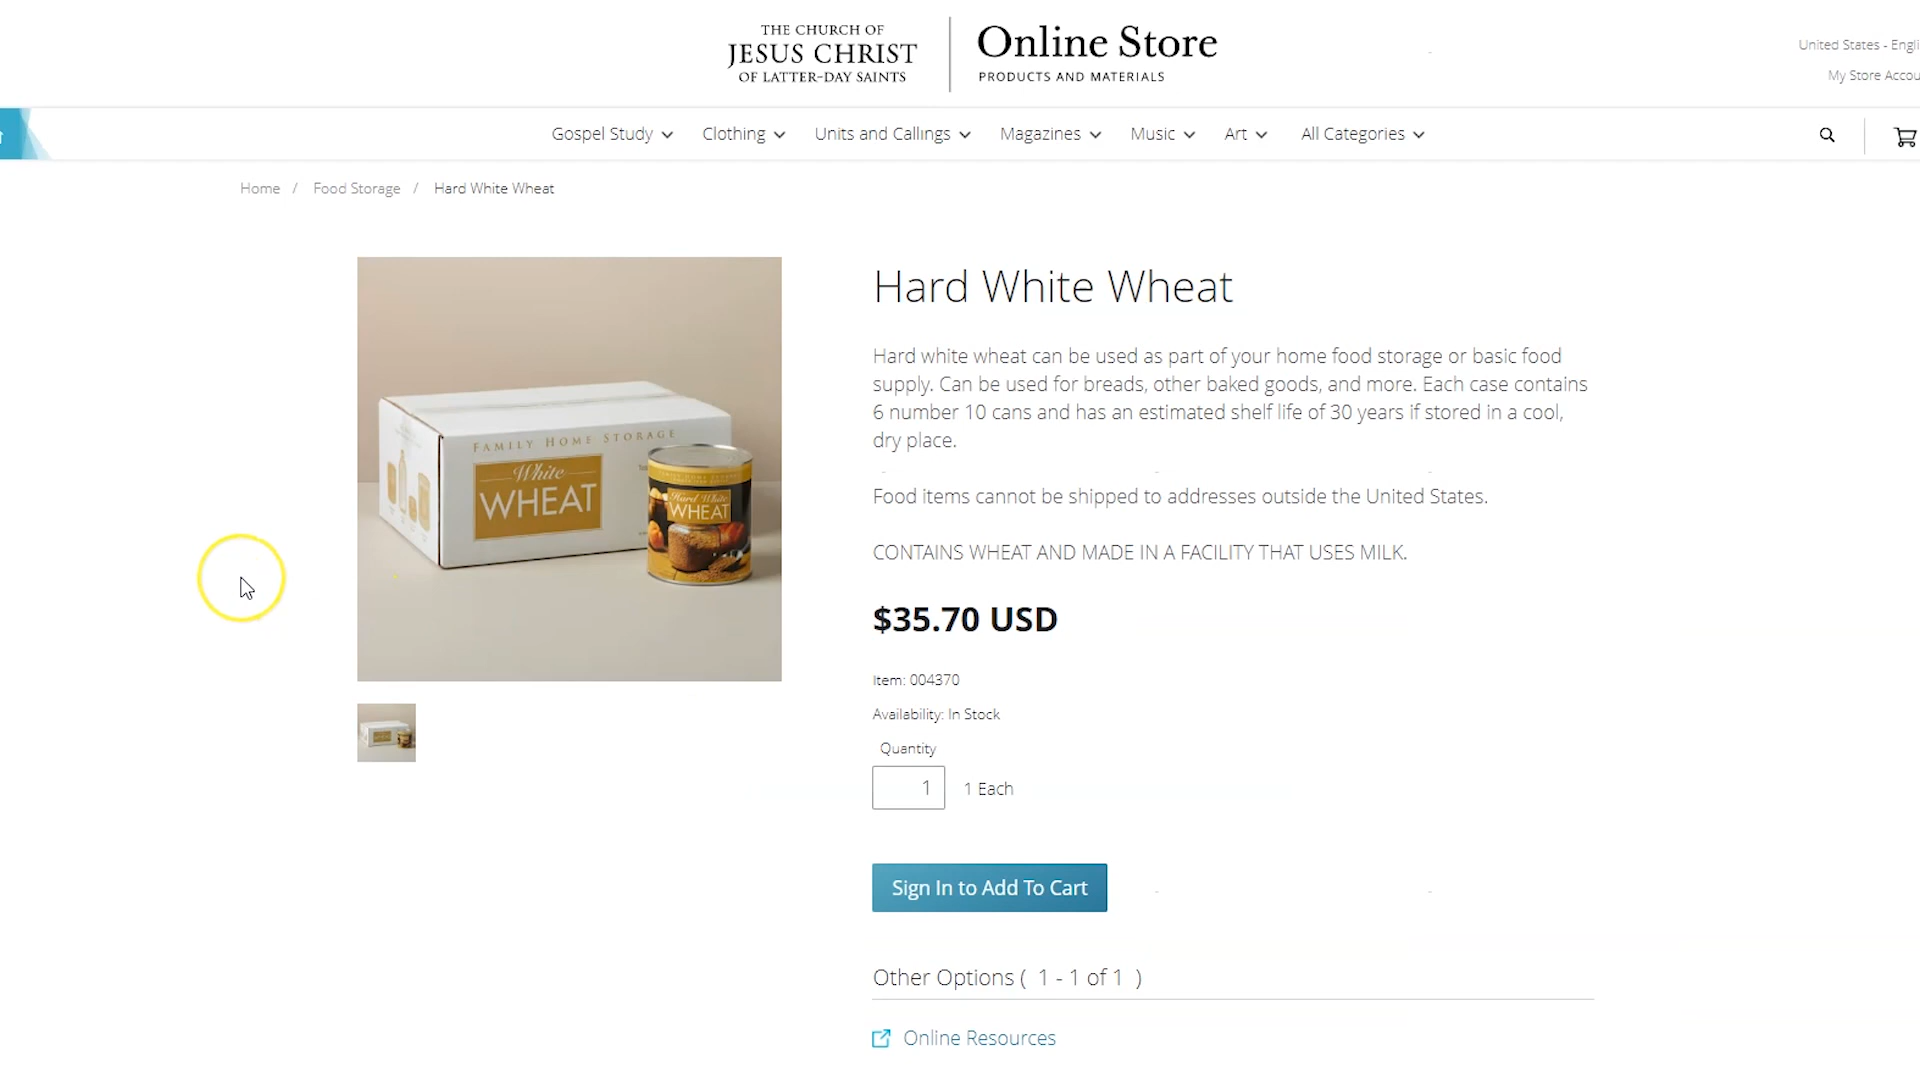 THE CHURCH OF
JESUS CHRIST
OF LATTER-DAY SAINTS
Online Store
PRODUCTS AND MATERIALS
United States - Engli
My Store Accou
Gospel Study
Clothing
Units and Callings
Magazines
Music
Art
All Categories
Home / Food Storage / Hard White Wheat
FAMILY HOME STORAGE
White
WHEAT
Hard White
WHEAT
Hard White Wheat
Hard white wheat can be used as part of your home food storage or basic food
supply. Can be used for breads, other baked goods, and more. Each case contains
6 number 10 cans and has an estimated shelf life of 30 years if stored in a cool,
dry place.
Food items cannot be shipped to addresses outside the United States.
CONTAINS WHEAT AND MADE IN A FACILITY THAT USES MILK.
$35.70 USD
Item: 004370
Availability: In Stock
Quantity
1 1 Each
Sign In to Add To Cart
Other Options ( 1 - 1 of 1 )
Online Resources